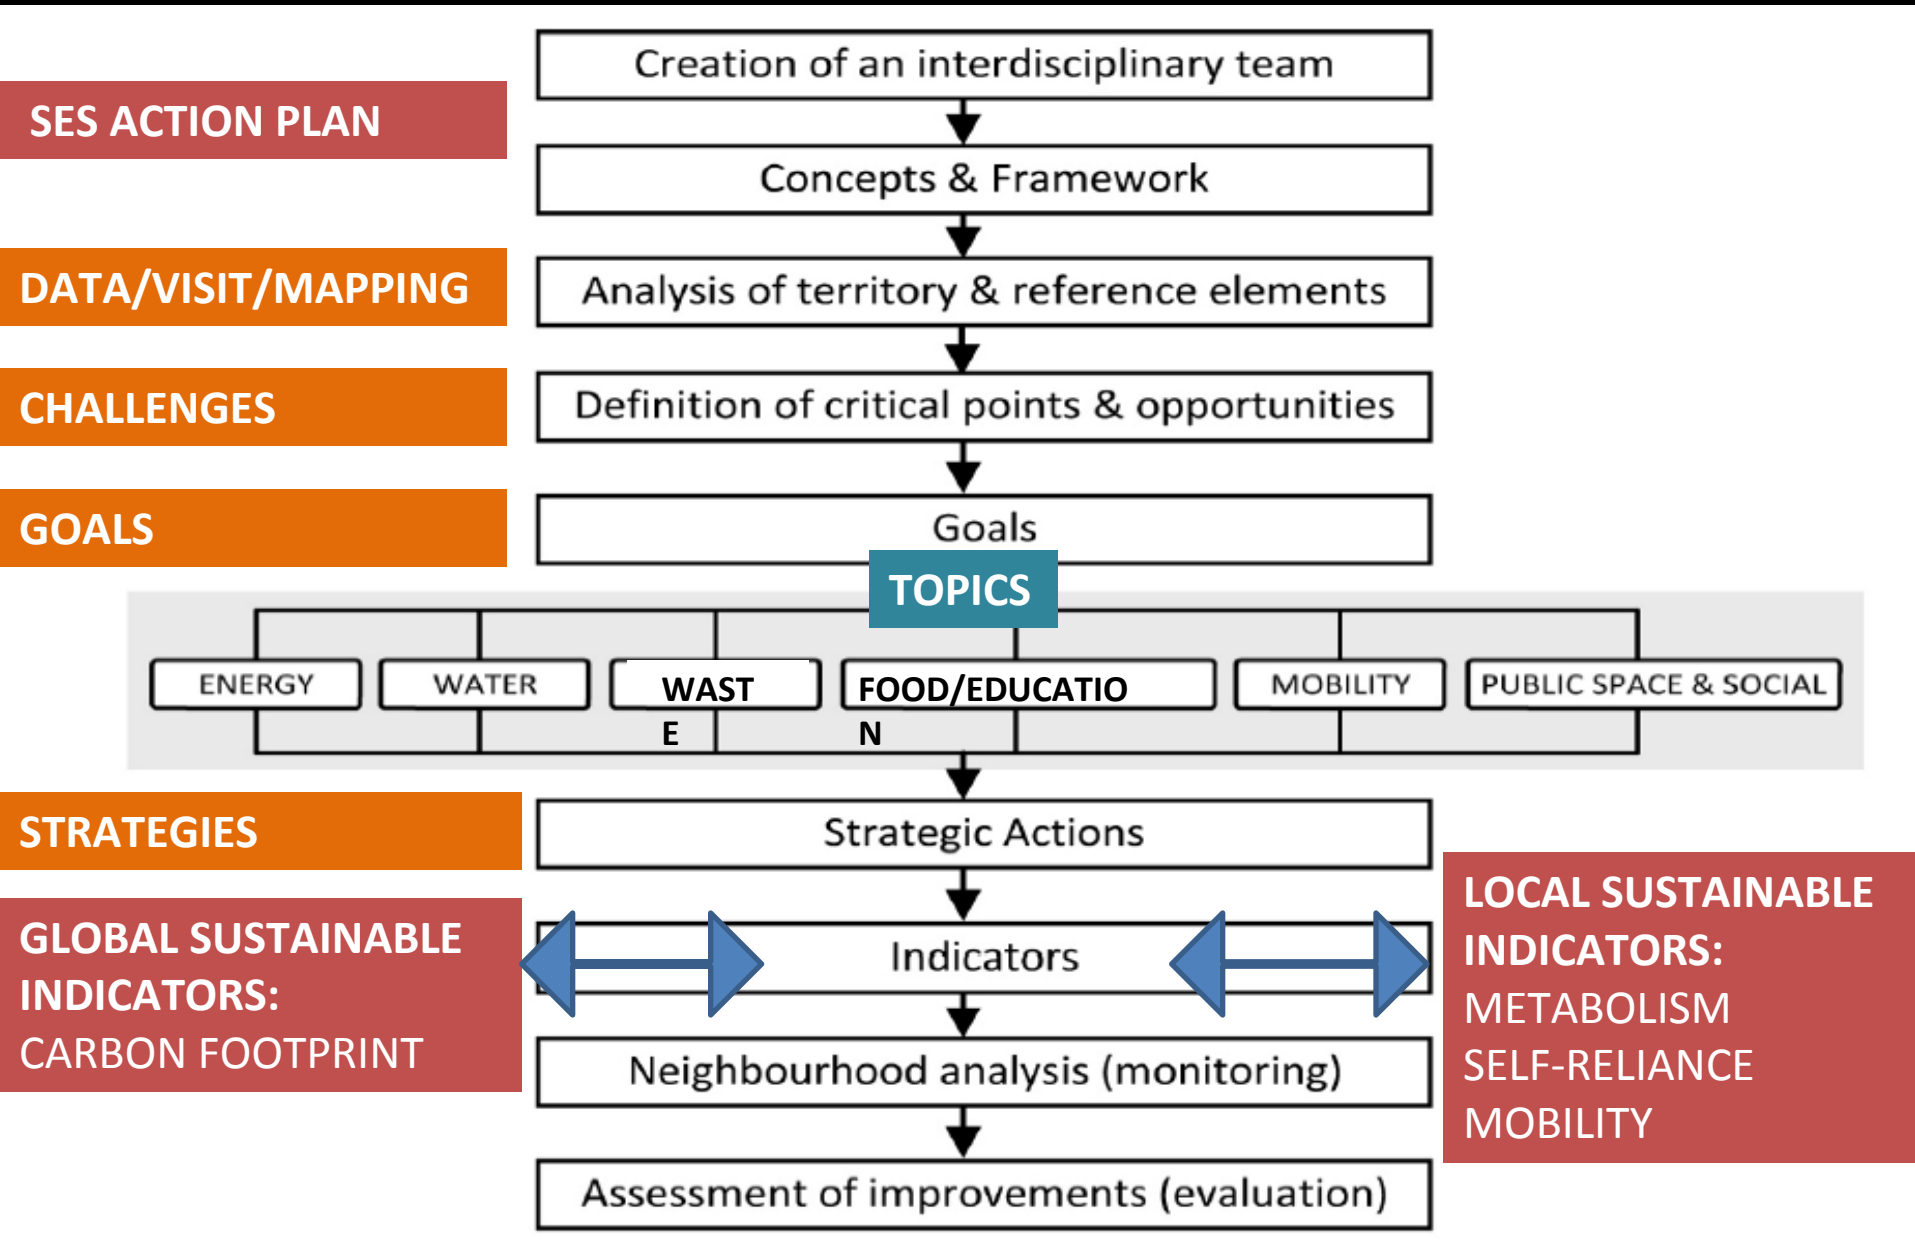 Creation of an interdisciplinary team
SES ACTION PLAN
Concepts & Framework
DATA/VISIT/MAPPING
Analysis of territory & reference elements
CHALLENGES
Definition of critical points & opportunities
GOALS
Goals
TOPICS
ENERGY
WATER
WAST
E
FOOD/EDUCATIO
N
MOBILITY
PUBLIC SPACE & SOCIAL
STRATEGIES
Strategic Actions
GLOBAL SUSTAINABLE
INDICATORS:
CARBON FOOTPRINT
Indicators
LOCAL SUSTAINABLE
INDICATORS:
METABOLISM
SELF-RELIANCE
MOBILITY
Neighbourhood analysis (monitoring)
Assessment of improvements (evaluation)